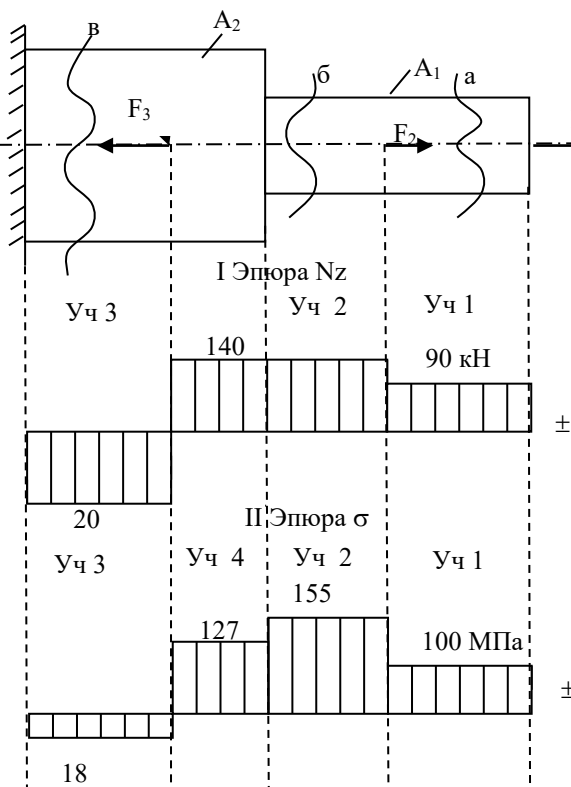 в A₂
б A₁ а
F₃ F₂
I Эпюра Nz
Уч 3 Уч 2 Уч 1
140 90 кН
±
20
II Эпюра σ
Уч 3 Уч 4 Уч 2 Уч 1
155
127 100 МПа
±
18